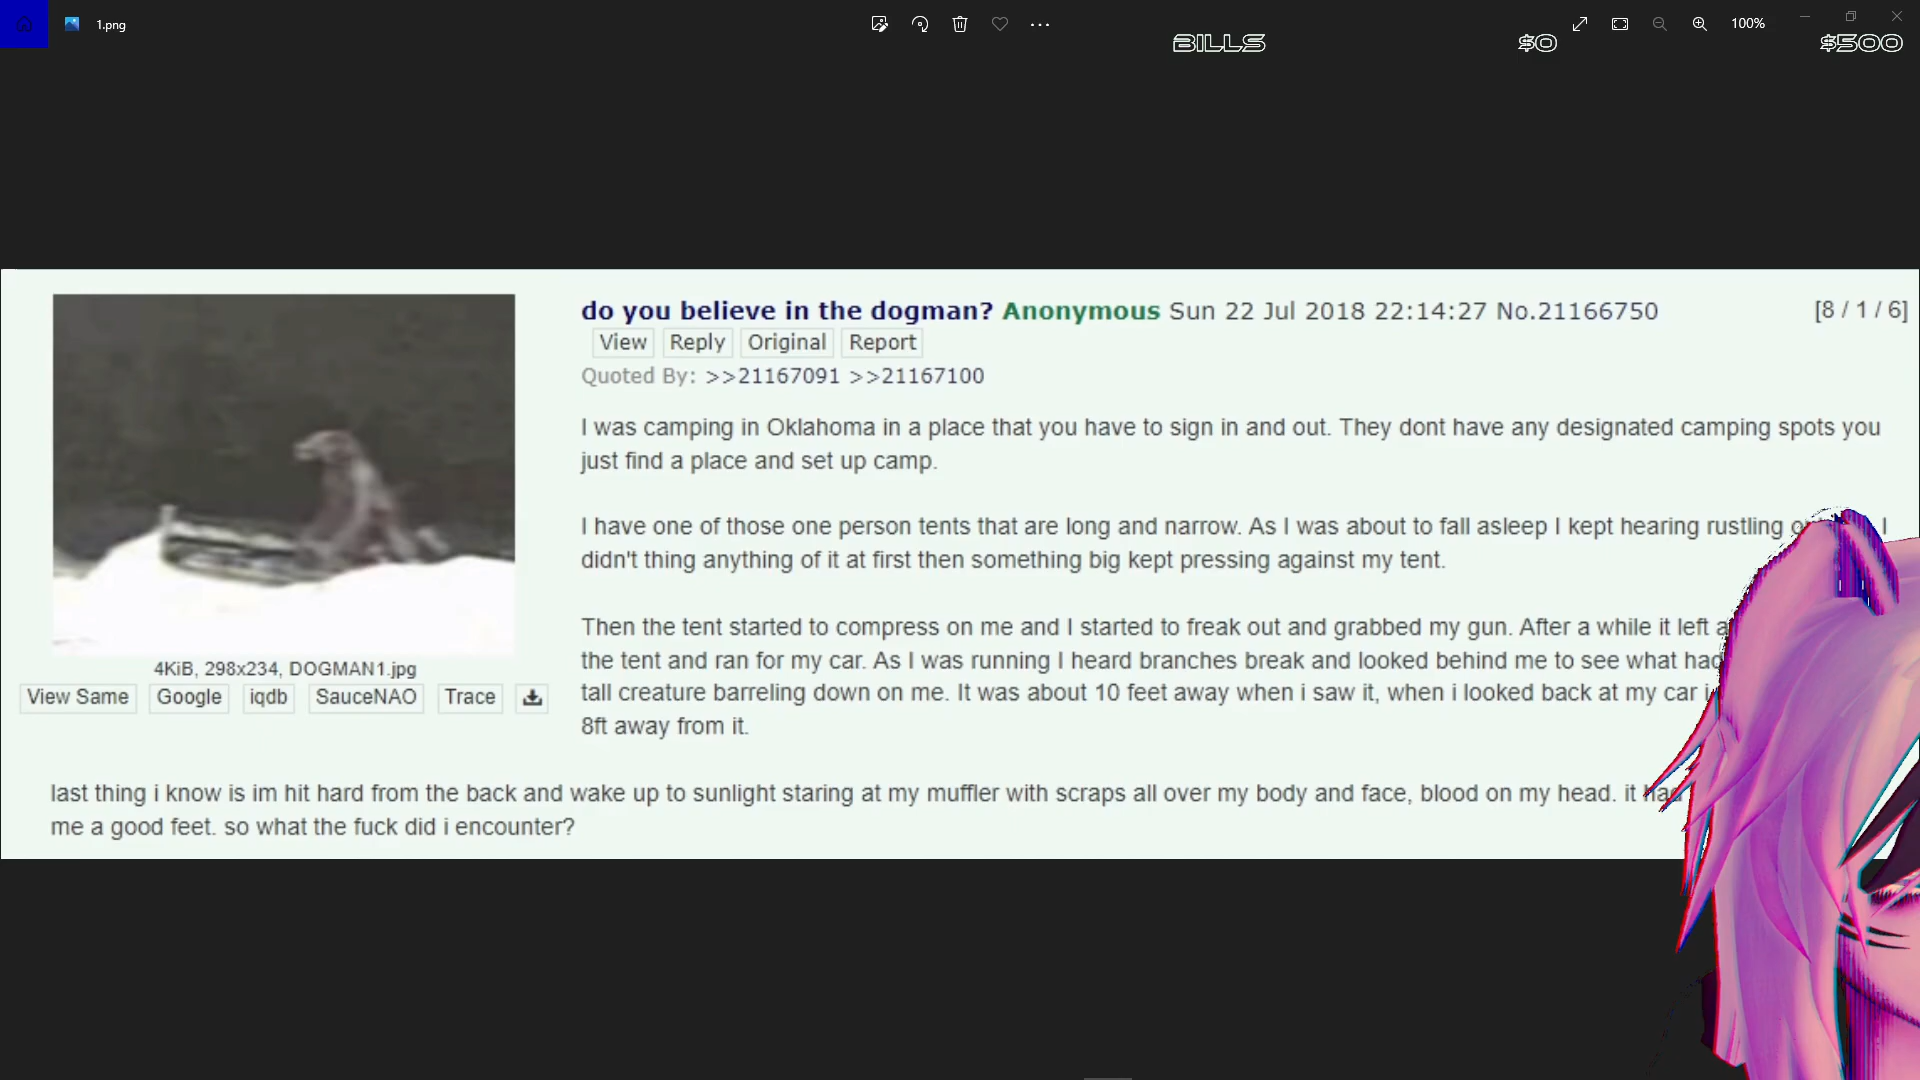 1.png
100%
BILLS
$0
$500
do you believe in the dogman? Anonymous Sun 22 Jul 2018 22:14:27 No.21166750
[8 / 1 / 6]
View Reply Original Report
Quoted By: >>21167091 >>21167100
I was camping in Oklahoma in a place that you have to sign in and out. They dont have any designated camping spots you
just find a place and set up camp.
I have one of those one person tents that are long and narrow. As I was about to fall asleep I kept hearing rustling I
didn't thing anything of it at first then something big kept pressing against my tent.
Then the tent started to compress on me and I started to freak out and grabbed my gun. After a while it left
the tent and ran for my car. As I was running I heard branches break and looked behind me to see what had
tall creature barreling down on me. It was about 10 feet away when i saw it, when i looked back at my car
8ft away from it.
4KiB, 298x234, DOGMAN1.jpg
View Same Google iqdb SauceNAO Trace
last thing i know is im hit hard from the back and wake up to sunlight staring at my muffler with scraps all over my body and face, blood on my head. it had
me a good feet. so what the fuck did i encounter?